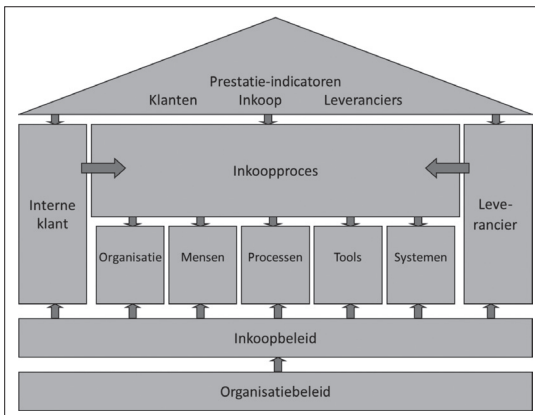 Prestatie-indicatoren
Klanten Inkoop Leveranciers
Interne
klant
Inkoopproces
Leve-
rancier
Organisatie
Mensen
Processen
Tools
Systemen
Inkoopbeleid
Organisatiebeleid